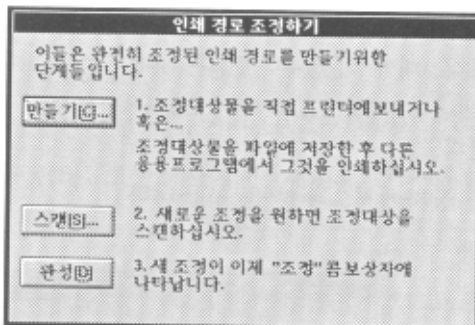 인쇄 경로 조정하기
이들은 완전히 조정된 인쇄 경로를 만들기위한
단계들입니다.
만들기[G]...
1. 조정대상물을 직접 프린터에보내거나
혹은...
조정대상물을 파일에 저장한 후 다른
응용프로그램에서 그것을 인쇄하십시오.
스캔[S]...
2. 새로운 조정을 원하면 조정대상을
스캔하십시오.
완성[D]
3. 새 조정이 이제 "조정" 콤보상자에
나타납니다.